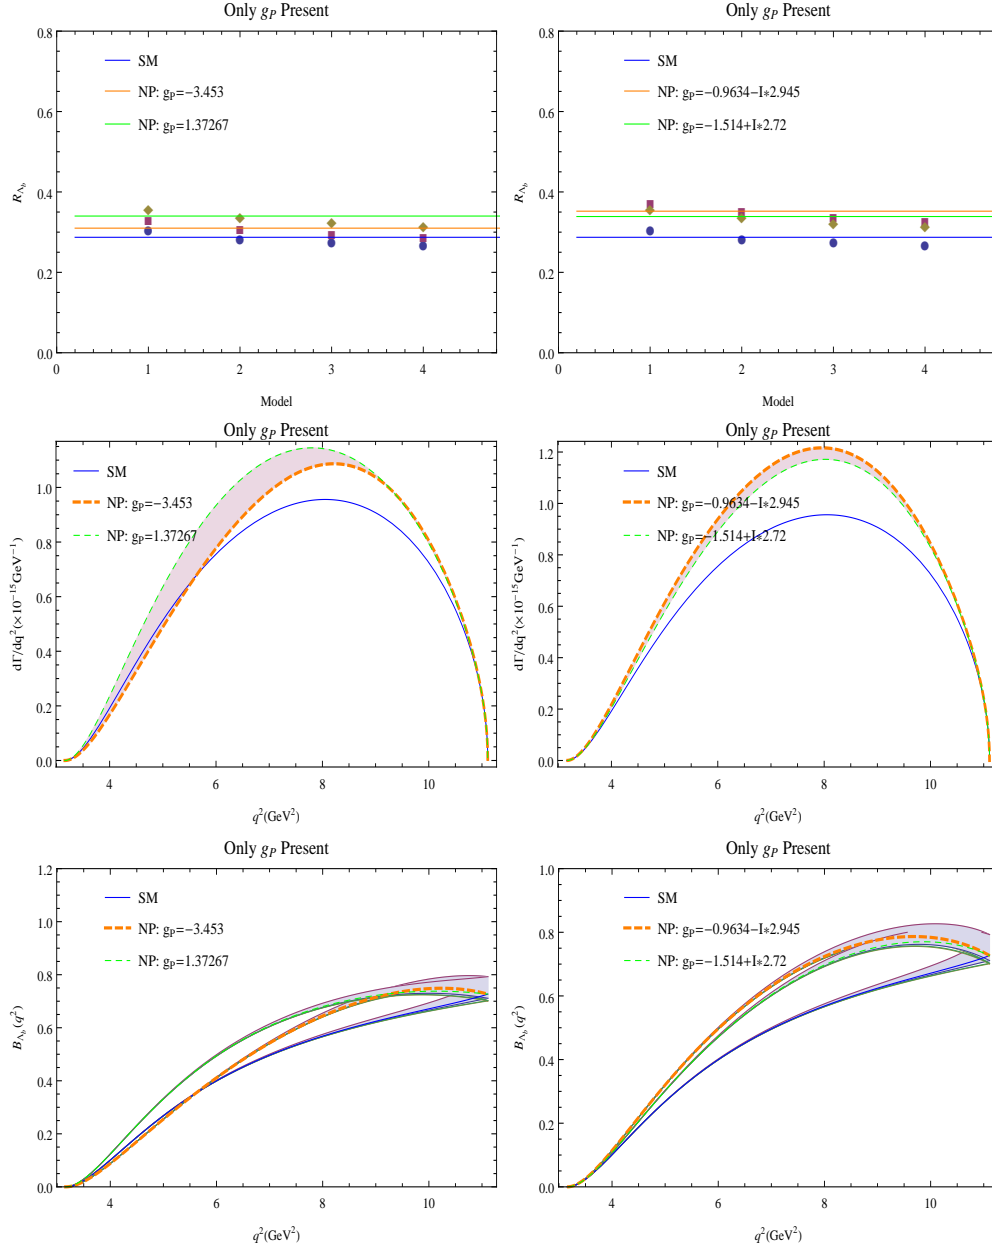 Only g_P Present
SM
NP: g_P=−3.453
NP: g_P=1.37267
R_Λ_b
0.8
0.6
0.4
0.2
0.0
0 1 2 3 4
Model
Only g_P Present
SM
NP: g_P=−0.9634−I*2.945
NP: g_P=−1.514+I*2.72
R_Λ_b
0.8
0.6
0.4
0.2
0.0
0 1 2 3 4
Model
Only g_P Present
SM
NP: g_P=−3.453
NP: g_P=1.37267
dΓ/dq²(×10⁻¹⁵GeV⁻¹)
1.0
0.8
0.6
0.4
0.2
0.0
4 6 8 10
q²(GeV²)
Only g_P Present
SM
NP: g_P=−0.9634−I*2.945
NP: g_P=−1.514+I*2.72
dΓ/dq²(×10⁻¹⁵GeV⁻¹)
1.2
1.0
0.8
0.6
0.4
0.2
0.0
4 6 8 10
q²(GeV²)
Only g_P Present
SM
NP: g_P=−3.453
NP: g_P=1.37267
B_Λ_b(q²)
1.2
1.0
0.8
0.6
0.4
0.2
0.0
4 6 8 10
q²(GeV²)
Only g_P Present
SM
NP: g_P=−0.9634−I*2.945
NP: g_P=−1.514+I*2.72
B_Λ_b(q²)
1.0
0.8
0.6
0.4
0.2
0.0
4 6 8 10
q²(GeV²)